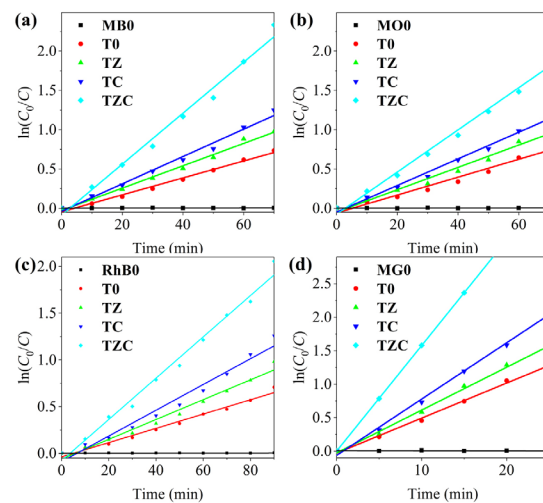 (a)
MB0
T0
TZ
TC
TZC
ln(C₀/C)
2.0
1.5
1.0
0.5
0.0
0 20 40 60
Time (min)
(b)
MO0
T0
TZ
TC
TZC
ln(C₀/C)
2.0
1.5
1.0
0.5
0.0
0 20 40 60
Time (min)
(c)
RhB0
T0
TZ
TC
TZC
ln(C₀/C)
2.0
1.5
1.0
0.5
0.0
0 20 40 60 80
Time (min)
(d)
MG0
T0
TZ
TC
TZC
ln(C₀/C)
2.5
2.0
1.5
1.0
0.5
0.0
0 10 20
Time (min)